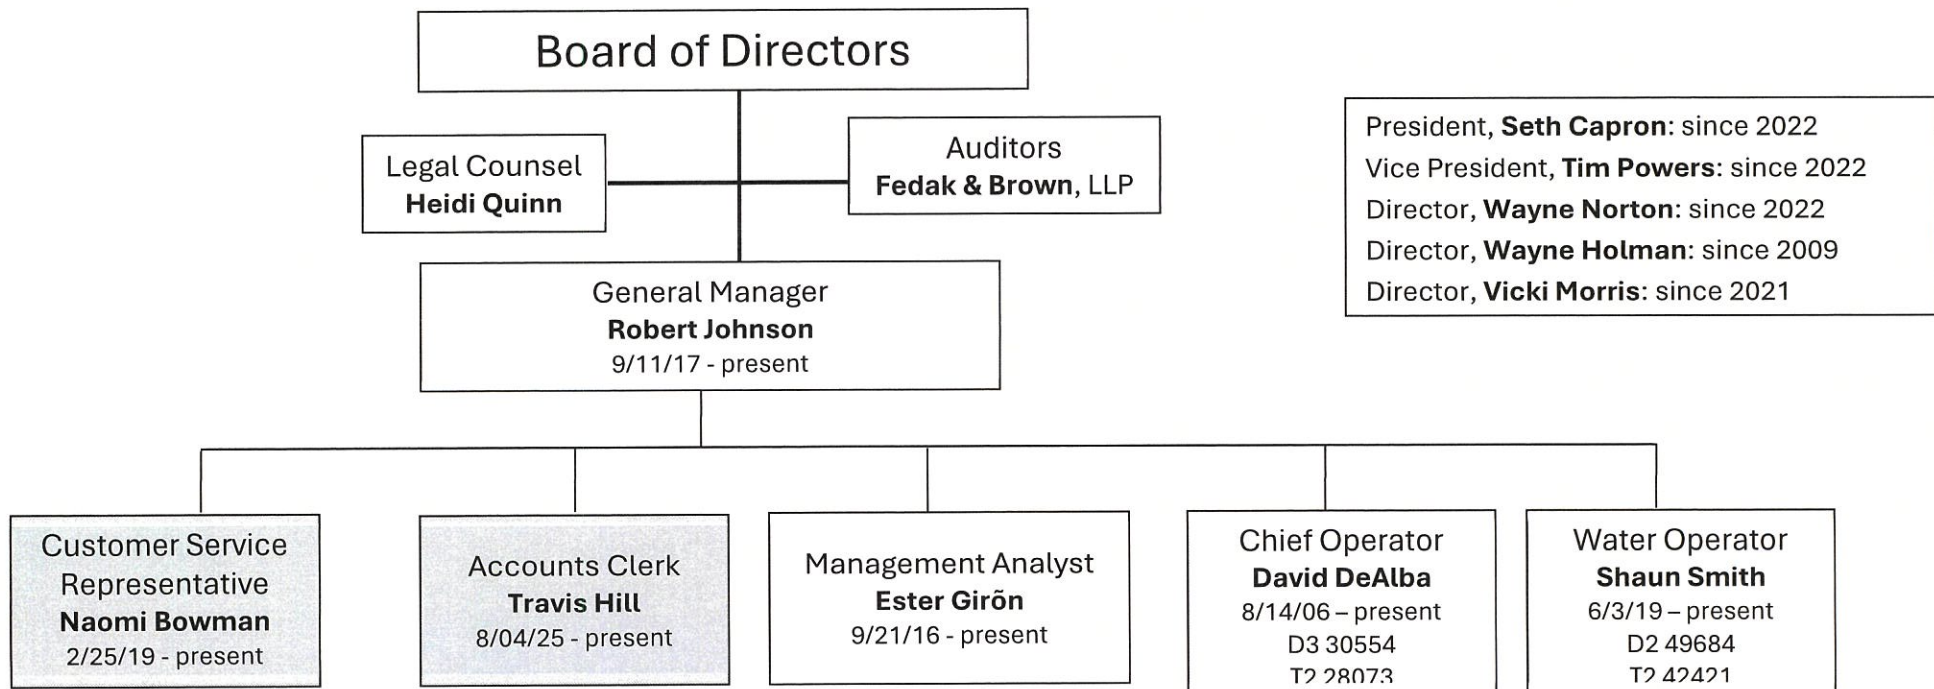 Board of Directors
Legal Counsel
Heidi Quinn
Auditors
Fedak & Brown, LLP
President, Seth Capron: since 2022
Vice President, Tim Powers: since 2022
Director, Wayne Norton: since 2022
Director, Wayne Holman: since 2009
Director, Vicki Morris: since 2021
General Manager
Robert Johnson
9/11/17 - present
Customer Service
Representative
Naomi Bowman
2/25/19 - present
Accounts Clerk
Travis Hill
8/04/25 - present
Management Analyst
Ester Girõn
9/21/16 - present
Chief Operator
David DeAlba
8/14/06 – present
D3 30554
T2 28073
Water Operator
Shaun Smith
6/3/19 – present
D2 49684
T2 42421